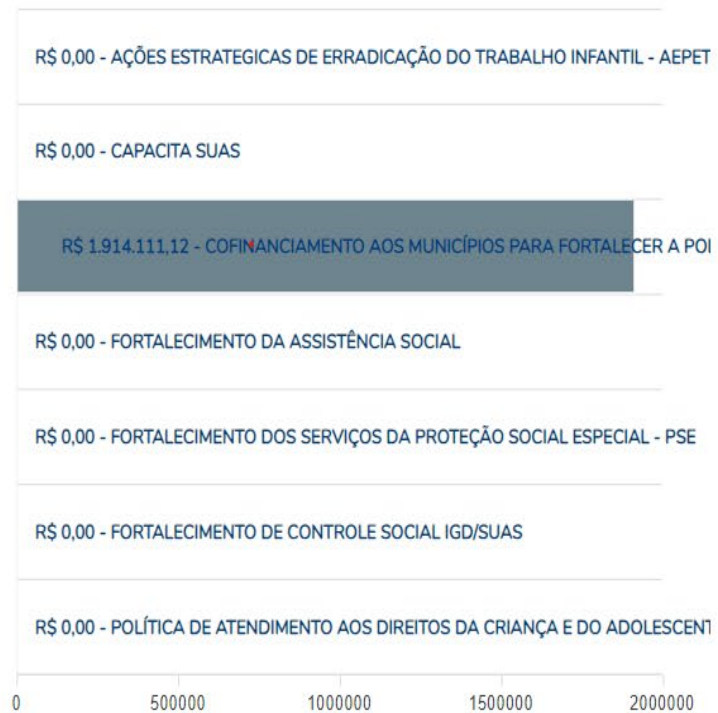 R$ 0,00 - AÇÕES ESTRATEGICAS DE ERRADICAÇÃO DO TRABALHO INFANTIL - AEPET
R$ 0,00 - CAPACITA SUAS
R$ 1.914.111,12 - COFINANCIAMENTO AOS MUNICÍPIOS PARA FORTALECER A POL
R$ 0,00 - FORTALECIMENTO DA ASSISTÊNCIA SOCIAL
R$ 0,00 - FORTALECIMENTO DOS SERVIÇOS DA PROTEÇÃO SOCIAL ESPECIAL - PSE
R$ 0,00 - FORTALECIMENTO DE CONTROLE SOCIAL IGD/SUAS
R$ 0,00 - POLÍTICA DE ATENDIMENTO AOS DIREITOS DA CRIANÇA E DO ADOLESCENT
0 500000 1000000 1500000 2000000